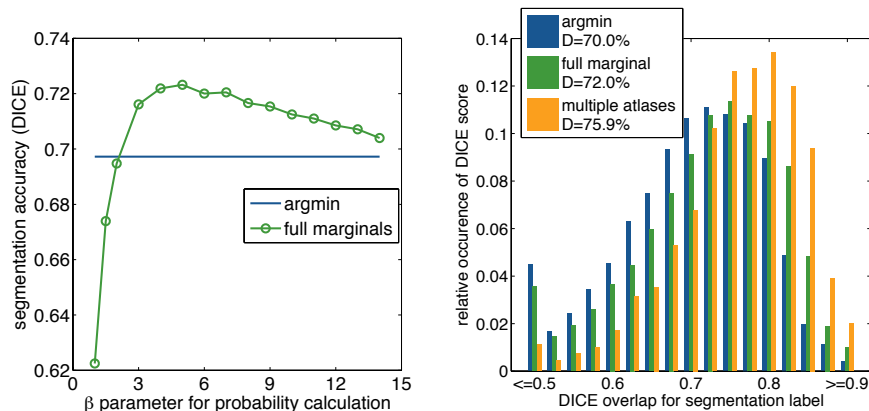 0.74
0.72
0.7
0.68
0.66
0.64
0.62
0
3
6
9
12
15
segmentation accuracy (DICE)
β parameter for probability calculation
argmin
full marginals
argmin
D=70.0%
full marginal
D=72.0%
multiple atlases
D=75.9%
0.14
0.12
0.1
0.08
0.06
0.04
0.02
0
<=0.5
0.6
0.7
0.8
>=0.9
relative occurence of DICE score
DICE overlap for segmentation label